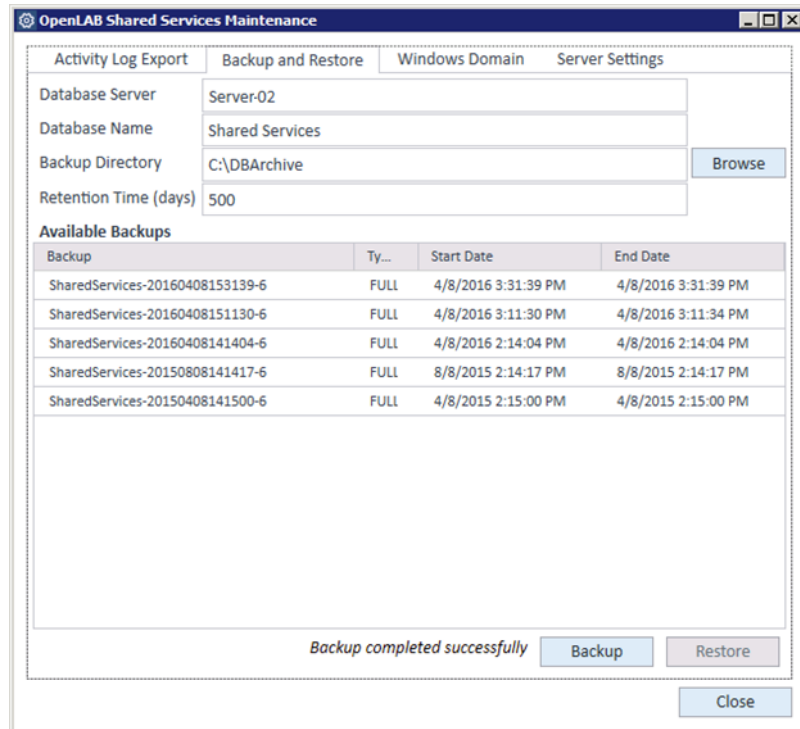 OpenLAB Shared Services Maintenance
Activity Log Export Backup and Restore Windows Domain Server Settings
Database Server Server-02
Database Name Shared Services
Backup Directory C:\DBArchive Browse
Retention Time (days) 500
Available Backups
Backup Ty... Start Date End Date
SharedServices-20160408153139-6 FULL 4/8/2016 3:31:39 PM 4/8/2016 3:31:39 PM
SharedServices-20160408151130-6 FULL 4/8/2016 3:11:30 PM 4/8/2016 3:11:34 PM
SharedServices-20160408141404-6 FULL 4/8/2016 2:14:04 PM 4/8/2016 2:14:04 PM
SharedServices-20150808141417-6 FULL 8/8/2015 2:14:17 PM 8/8/2015 2:14:17 PM
SharedServices-20150408141500-6 FULL 4/8/2015 2:15:00 PM 4/8/2015 2:15:00 PM
Backup completed successfully Backup Restore
Close